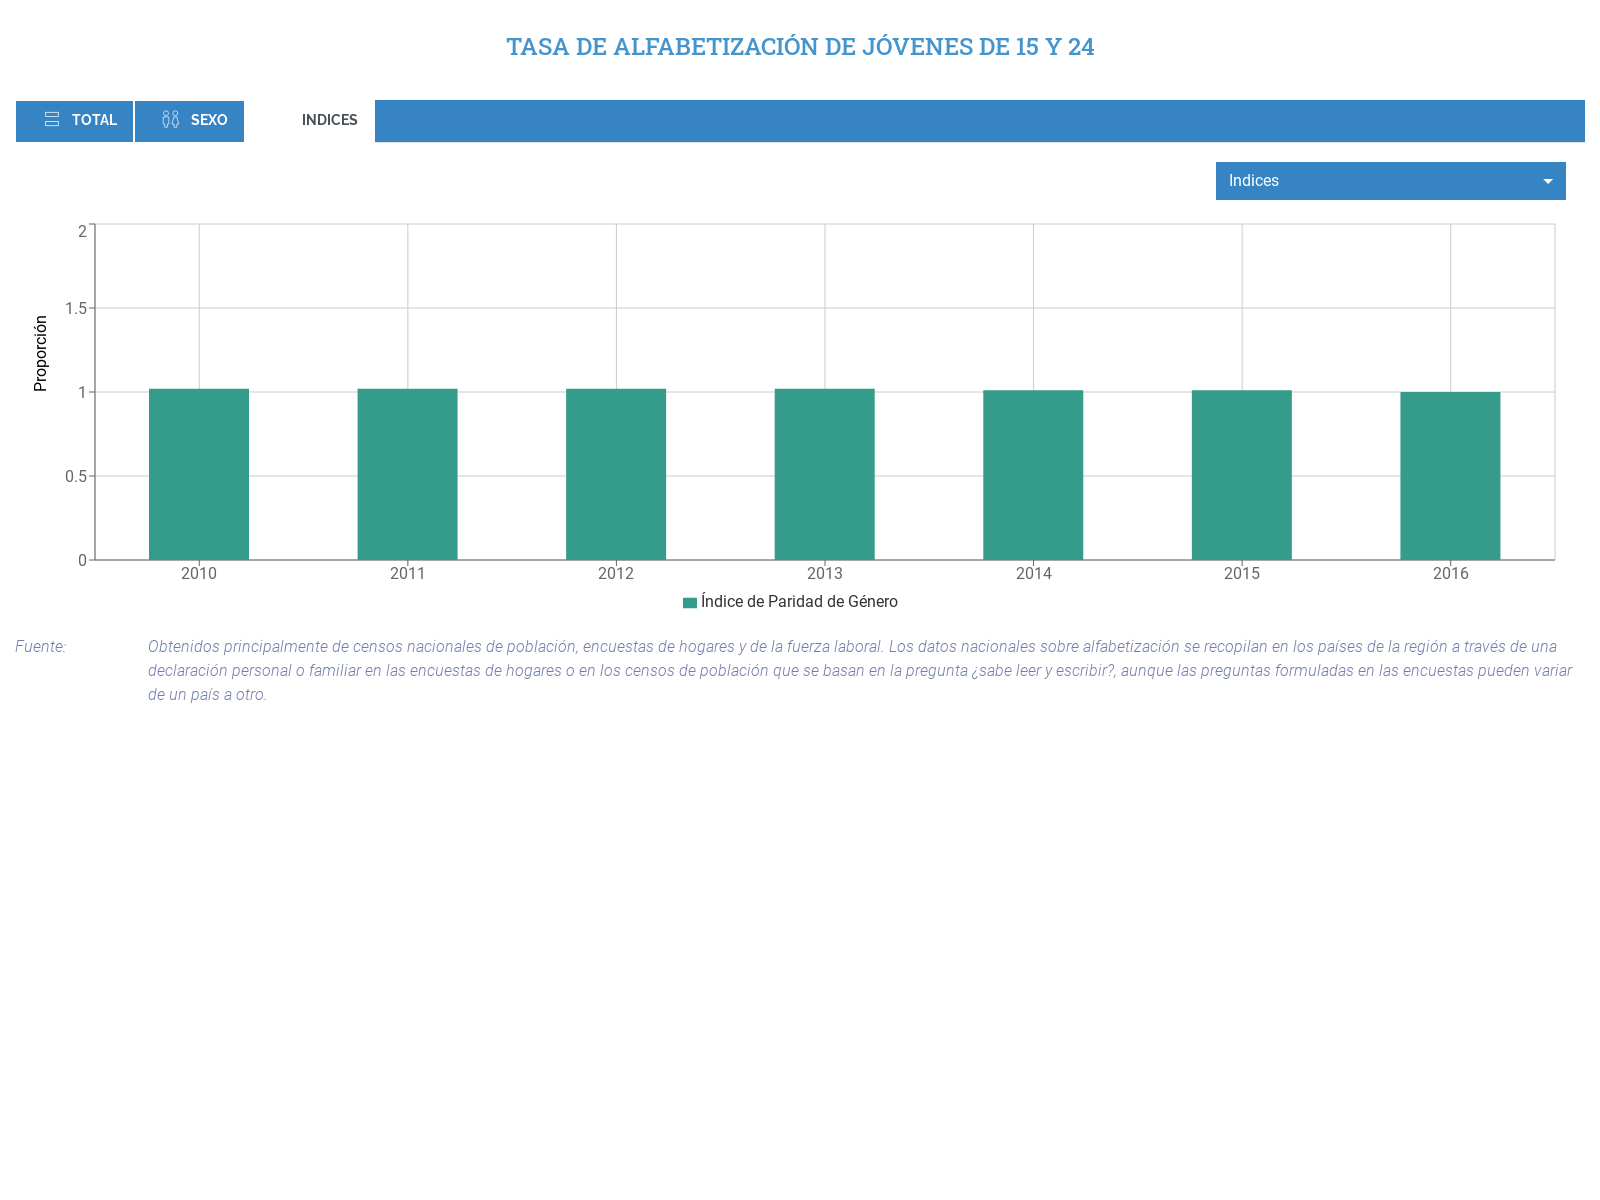 TASA DE ALFABETIZACIÓN DE JÓVENES DE 15 Y 24
TOTAL SEXO INDICES
Indices
2
1.5
1
0.5
0
Proporción
2010 2011 2012 2013 2014 2015 2016
Índice de Paridad de Género
Fuente: Obtenidos principalmente de censos nacionales de población, encuestas de hogares y de la fuerza laboral. Los datos nacionales sobre alfabetización se recopilan en los países de la región a través de una
declaración personal o familiar en las encuestas de hogares o en los censos de población que se basan en la pregunta ¿sabe leer y escribir?, aunque las preguntas formuladas en las encuestas pueden variar
de un país a otro.